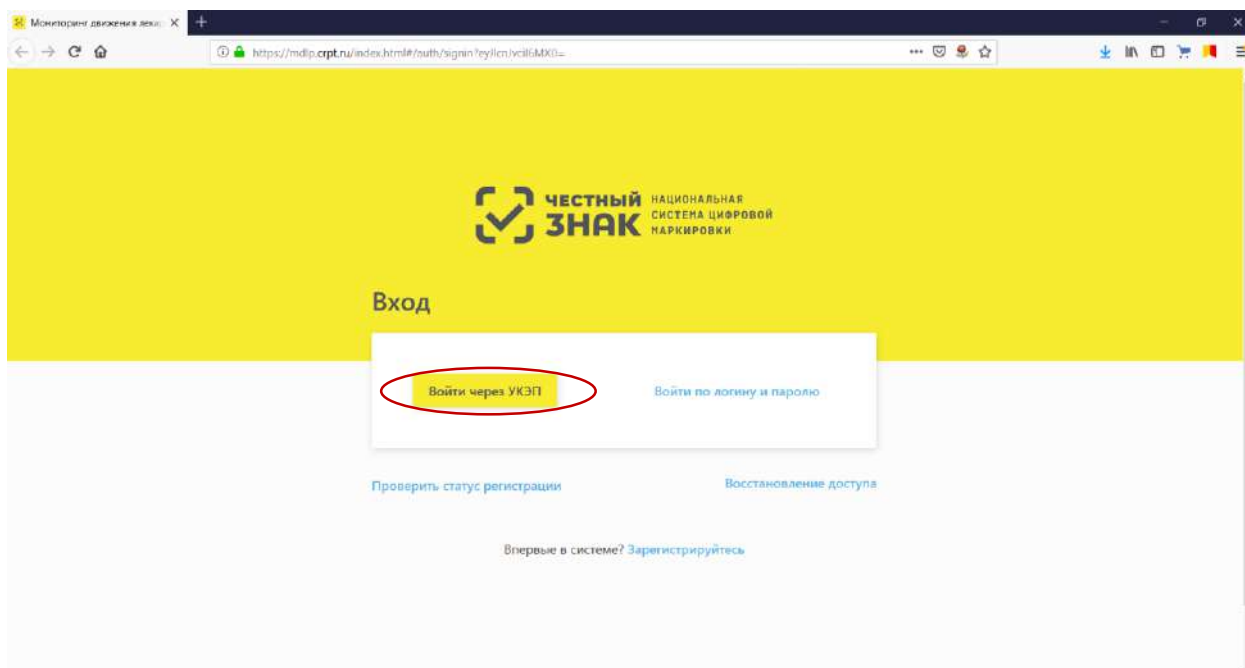 Мониторинг движения лека
https://mdlp.crpt.ru/index.html#/auth/signin?
ЧЕСТНЫЙ
ЗНАК
НАЦИОНАЛЬНАЯ
СИСТЕМА ЦИФРОВОЙ
МАРКИРОВКИ
Вход
Войти через УКЭП
Войти по логину и паролю
Проверить статус регистрации
Восстановление доступа
Впервые в системе? Зарегистрируйтесь